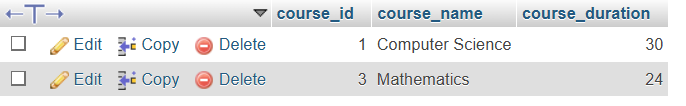 course_id course_name course_duration
Edit Copy Delete 1 Computer Science 30
Edit Copy Delete 3 Mathematics 24